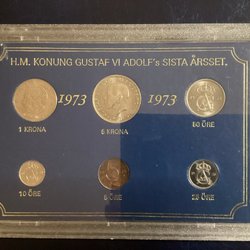 H.M. KONUNG GUSTAF VI ADOLF's SISTA ÅRSSET.
1973 1973
1 KRONA 5 KRONA 50 ÖRE
10 ÖRE 5 ÖRE 25 ÖRE